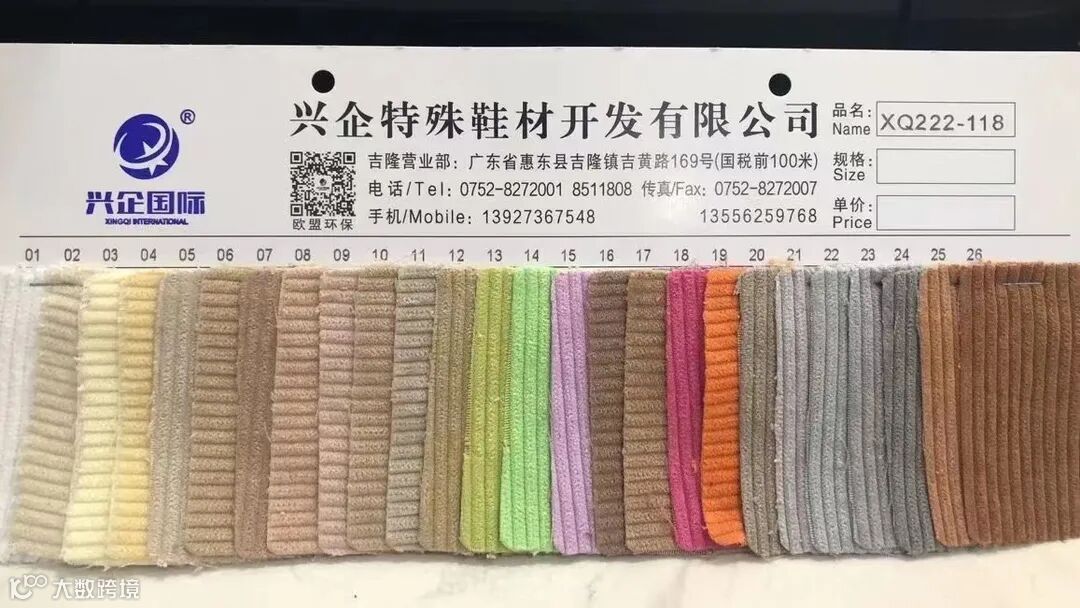 兴企特殊鞋材开发有限公司
吉隆营业部：广东省惠东县吉隆镇吉黄路169号(国税前100米)
电话/Tel: 0752-8272001 8511808 传真/Fax: 0752-8272007
手机/Mobile: 13927367548 13556259768
®
兴企国际
XINGQI INTERNATIONAL
欧盟环保
品名:
Name XQ222-118
规格:
Size
单价:
Price
01 02 03 04 05 06 07 08 09 10 11 12 13 14 15 16 17 18 19 20 21 22 23 24 25 26
大数跨境